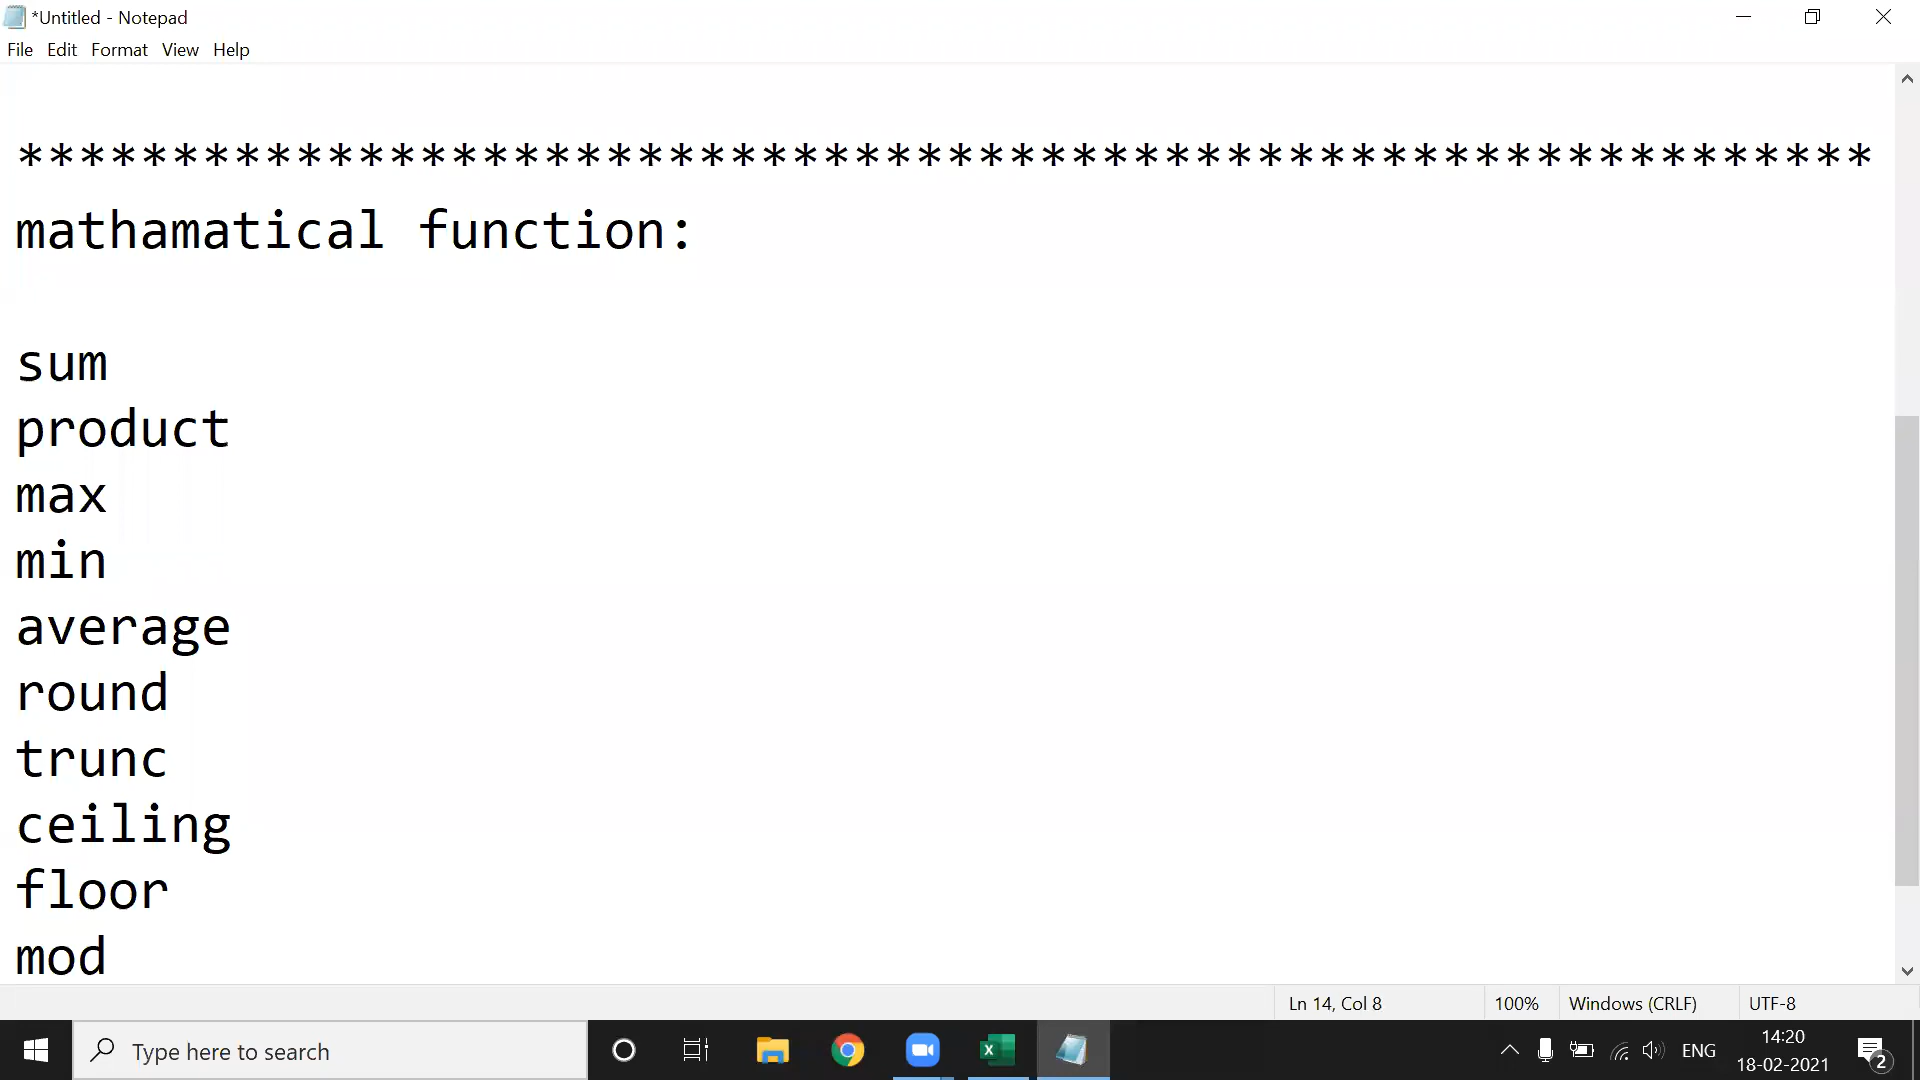 *Untitled - Notepad
File Edit Format View Help
************************************************************
mathamatical function:
sum
product
max
min
average
round
trunc
ceiling
floor
mod
Ln 14, Col 8 100% Windows (CRLF) UTF-8
Type here to search
ENG
14:20
18-02-2021
2